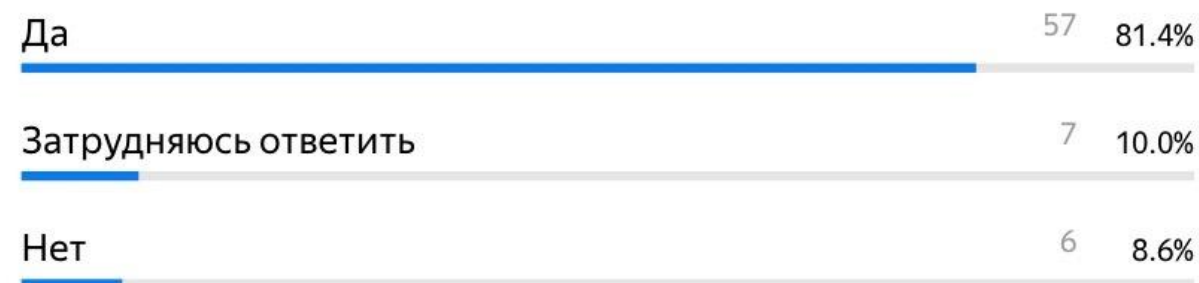 Да 57 81.4%
Затрудняюсь ответить 7 10.0%
Нет 6 8.6%